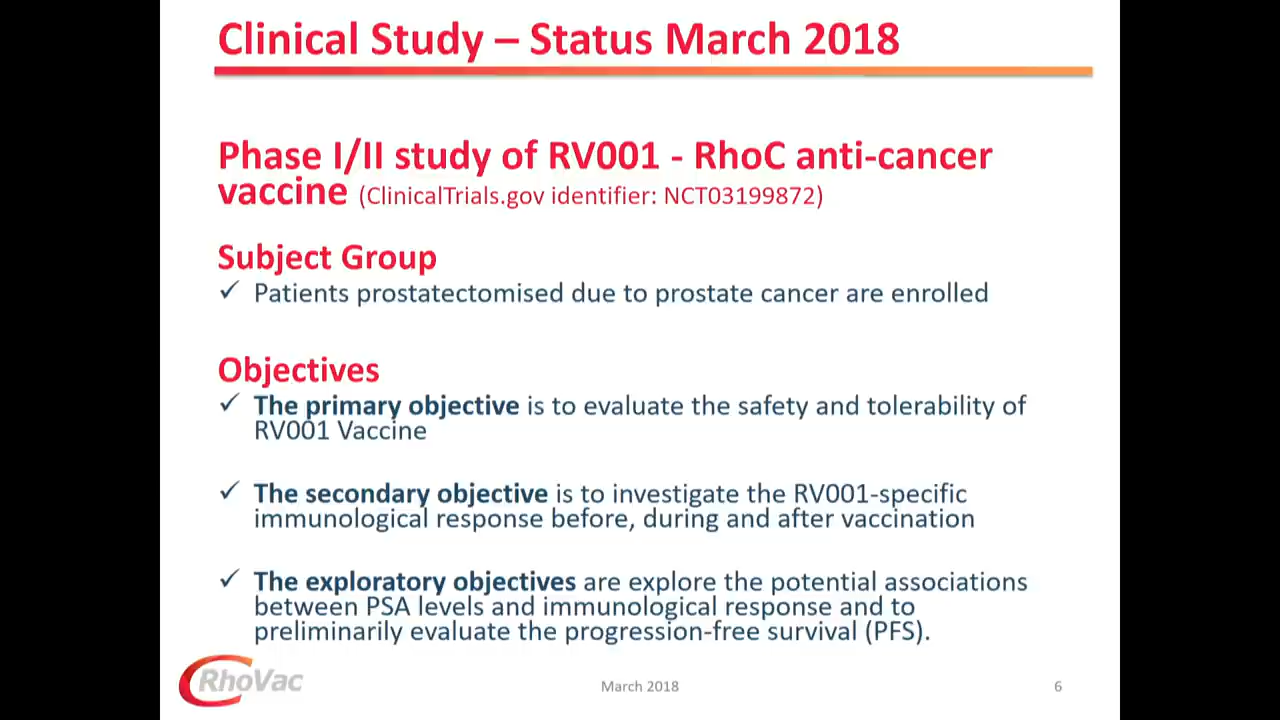 Clinical Study – Status March 2018
Phase I/II study of RV001 - RhoC anti-cancer
vaccine (ClinicalTrials.gov identifier: NCT03199872)
Subject Group
✓ Patients prostatectomised due to prostate cancer are enrolled
Objectives
✓ The primary objective is to evaluate the safety and tolerability of
RV001 Vaccine
✓ The secondary objective is to investigate the RV001-specific
immunological response before, during and after vaccination
✓ The exploratory objectives are explore the potential associations
between PSA levels and immunological response and to
preliminarily evaluate the progression-free survival (PFS).
RhoVac
March 2018
6